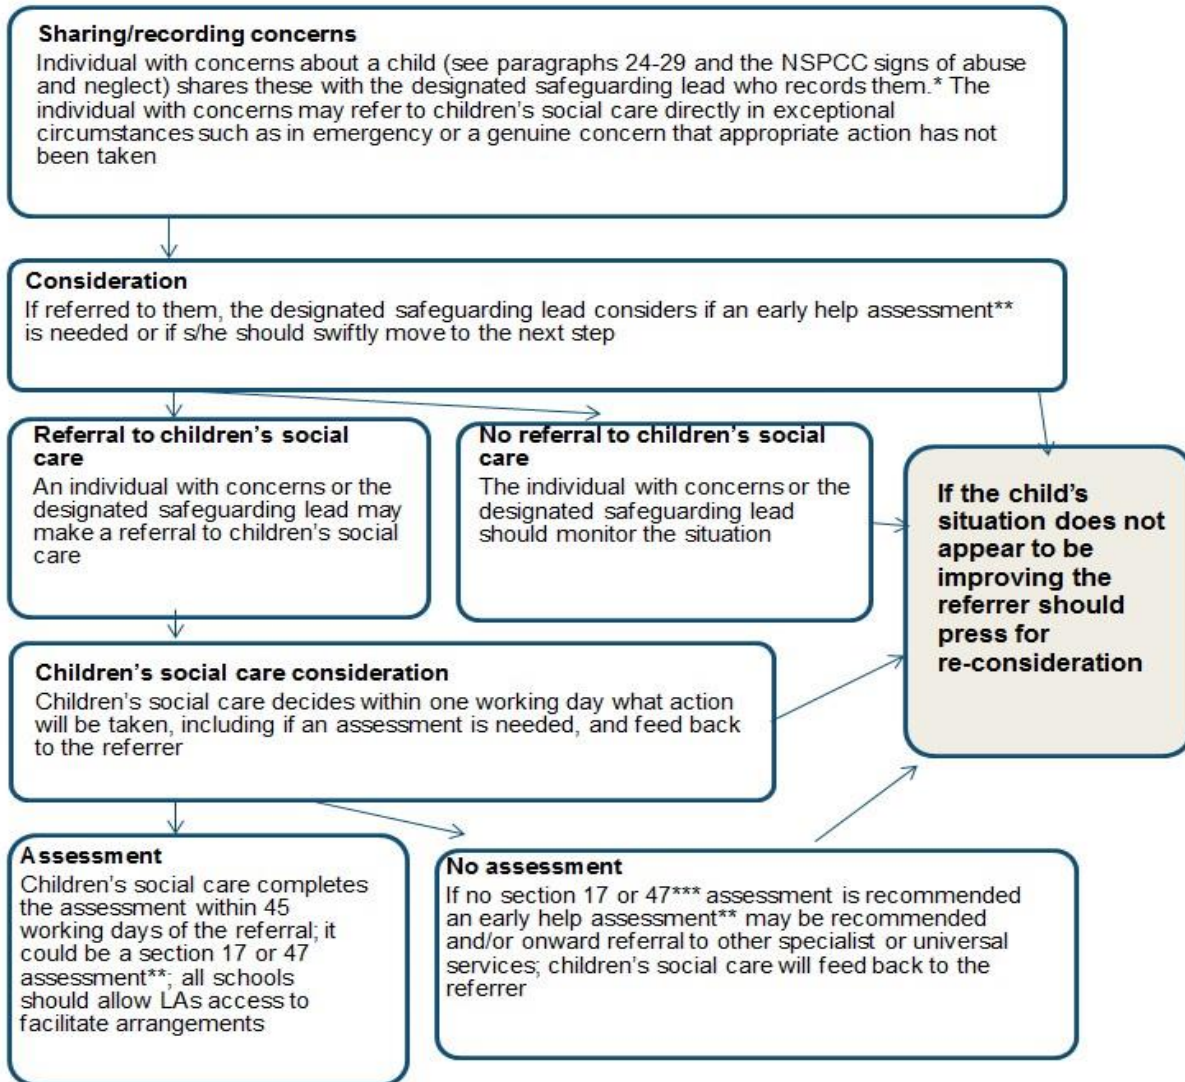 Sharing/recording concerns
Individual with concerns about a child (see paragraphs 24-29 and the NSPCC signs of abuse
and neglect) shares these with the designated safeguarding lead who records them.* The
individual with concerns may refer to children’s social care directly in exceptional
circumstances such as in emergency or a genuine concern that appropriate action has not
been taken
Consideration
If referred to them, the designated safeguarding lead considers if an early help assessment**
is needed or if s/he should swiftly move to the next step
Referral to children’s social
care
An individual with concerns or the
designated safeguarding lead may
make a referral to children’s social
care
No referral to children’s social
care
The individual with concerns or the
designated safeguarding lead
should monitor the situation
If the child’s
situation does not
appear to be
improving the
referrer should
press for
re-consideration
Children’s social care consideration
Children’s social care decides within one working day what action
will be taken, including if an assessment is needed, and feed back
to the referrer
Assessment
Children’s social care completes
the assessment within 45
working days of the referral; it
could be a section 17 or 47
assessment**; all schools
should allow LAs access to
facilitate arrangements
No assessment
If no section 17 or 47*** assessment is recommended
an early help assessment** may be recommended
and/or onward referral to other specialist or universal
services; children’s social care will feed back to the
referrer